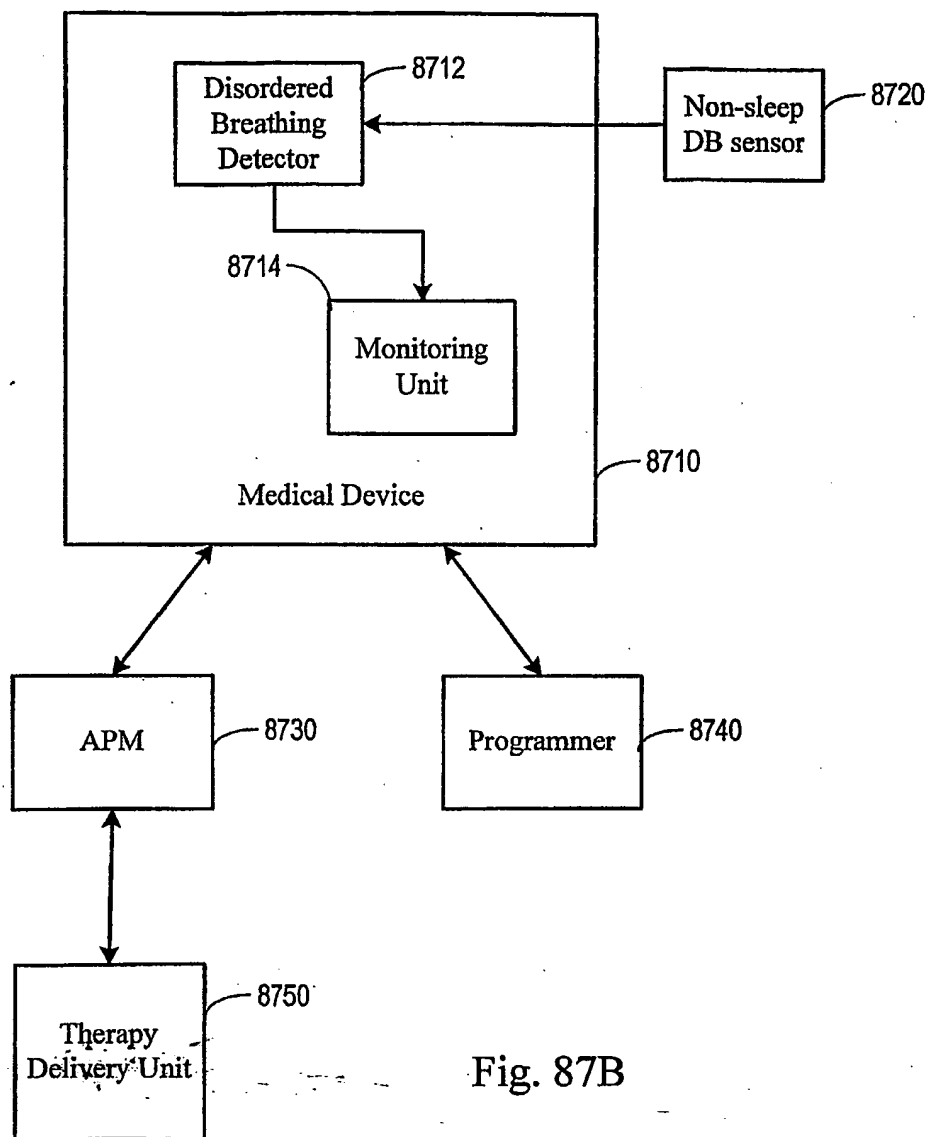 8712
Disordered
Breathing
Detector
Non-sleep
DB sensor
8720
8714
Monitoring
Unit
8710
Medical Device
APM
8730
Programmer
8740
8750
Therapy
Delivery Unit
Fig. 87B